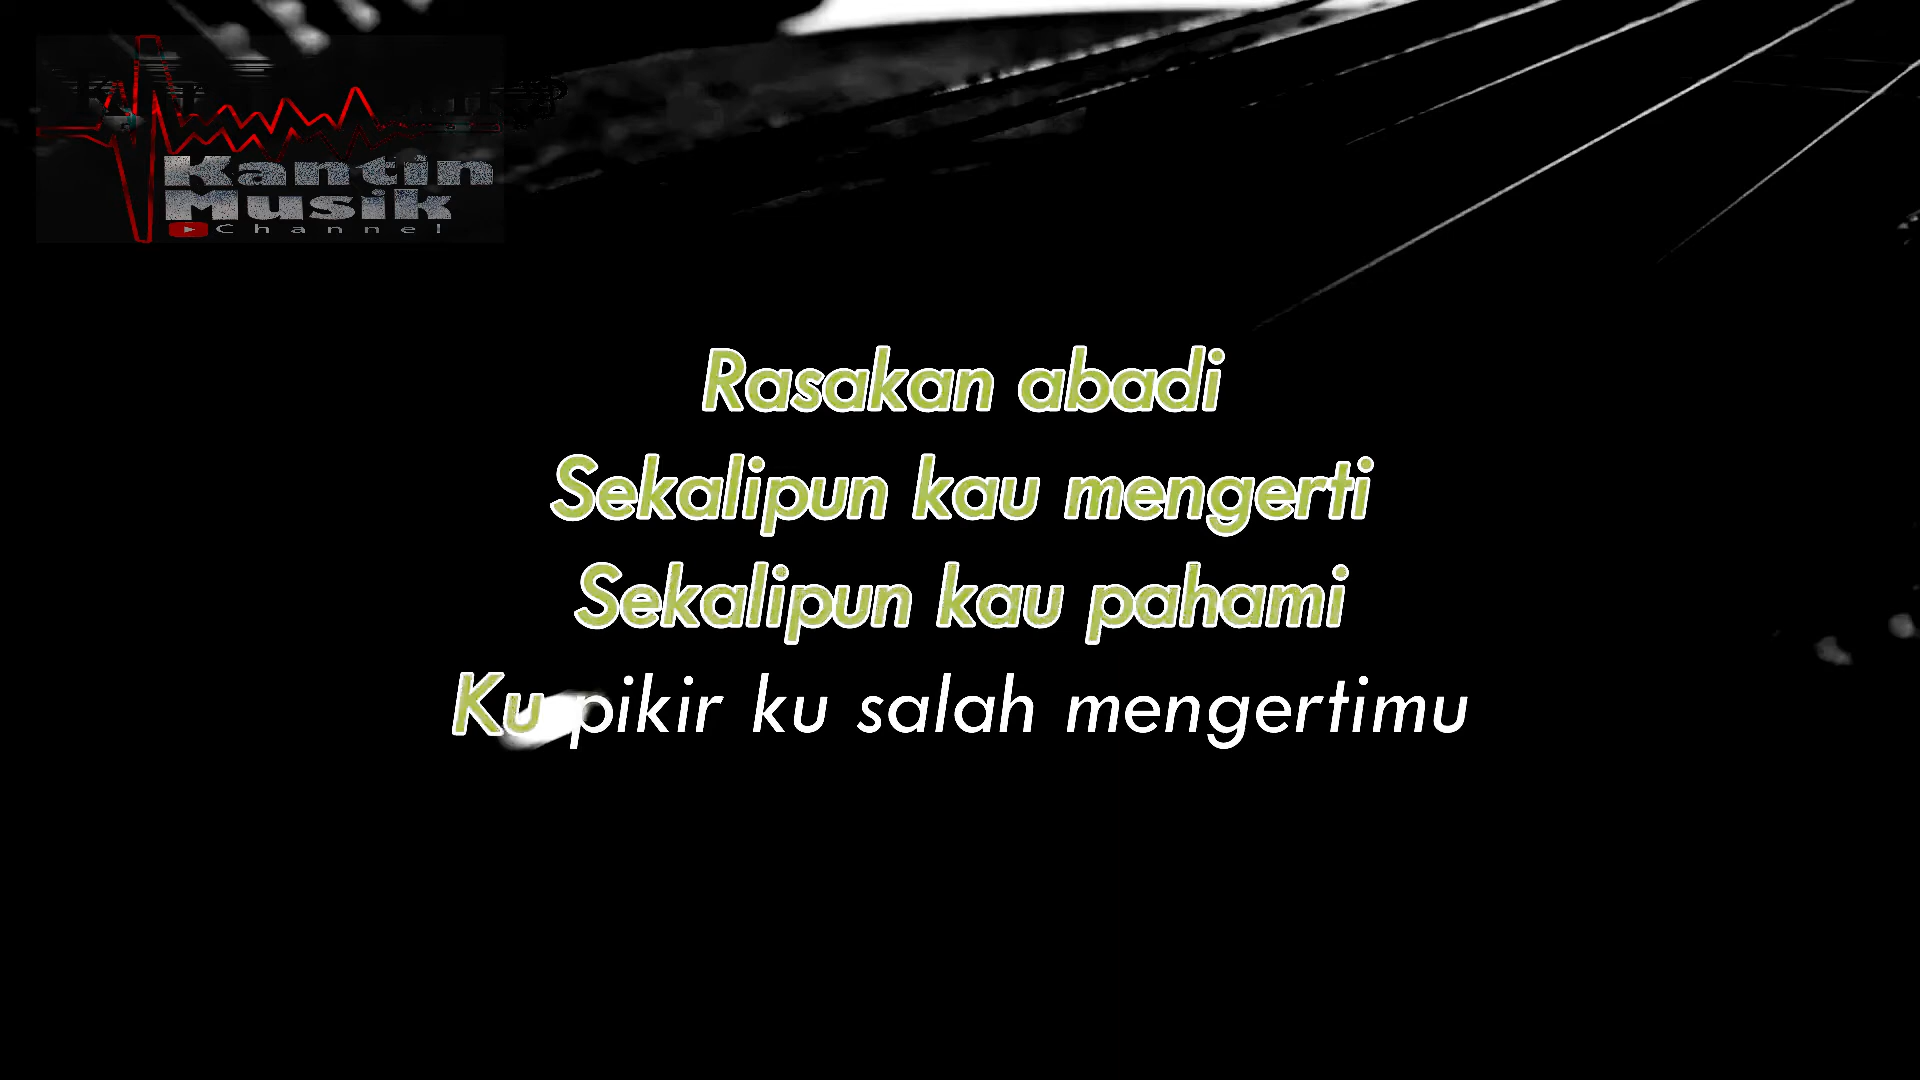 Kantin
Musik
Channel
Rasakan abadi
Sekalipun kau mengerti
Sekalipun kau pahami
Ku pikir ku salah mengertimu